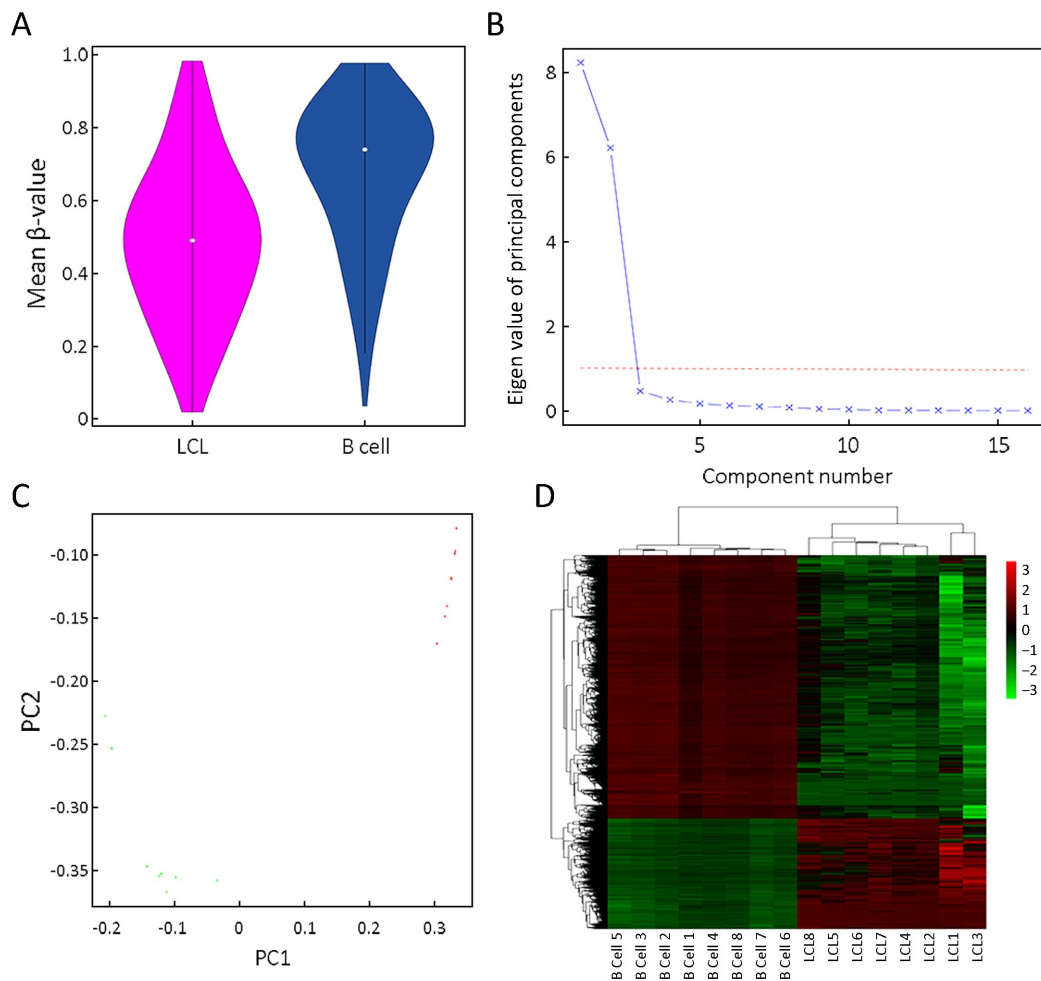 A
Mean β-value
1.0
0.8
0.6
0.4
0.2
0
LCL
B cell
B
Eigen value of principal components
8
6
4
2
0
5
10
15
Component number
C
PC2
-0.10
-0.15
-0.20
-0.25
-0.30
-0.35
-0.2
-0.1
0
0.1
0.2
0.3
PC1
D
3
2
1
0
−1
−2
−3
B Cell 5
B Cell 3
B Cell 2
B Cell 1
B Cell 4
B Cell 8
B Cell 7
B Cell 6
LCL8
LCL5
LCL6
LCL7
LCL4
LCL2
LCL1
LCL3